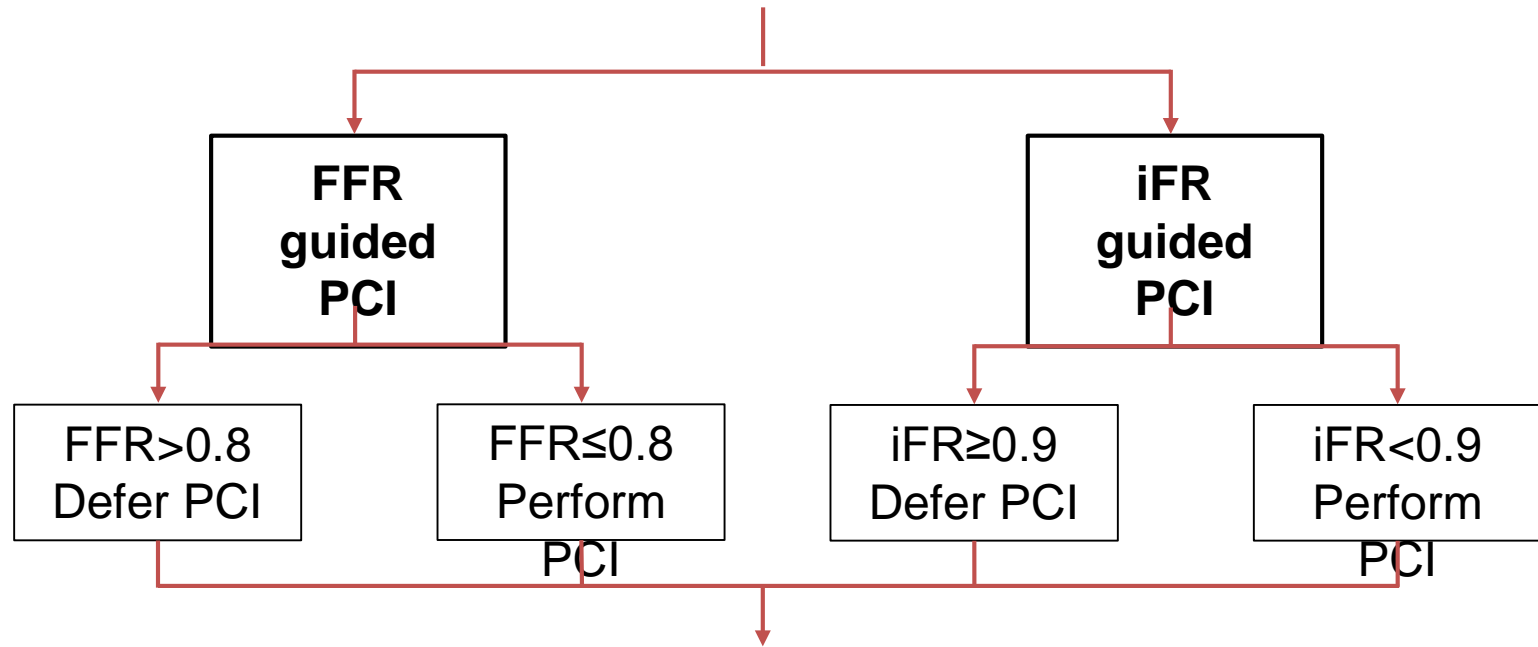 FFR
guided
PCI
iFR
guided
PCI
FFR>0.8
Defer PCI
FFR≤0.8
Perform
PCI
iFR≥0.9
Defer PCI
iFR<0.9
Perform
PCI